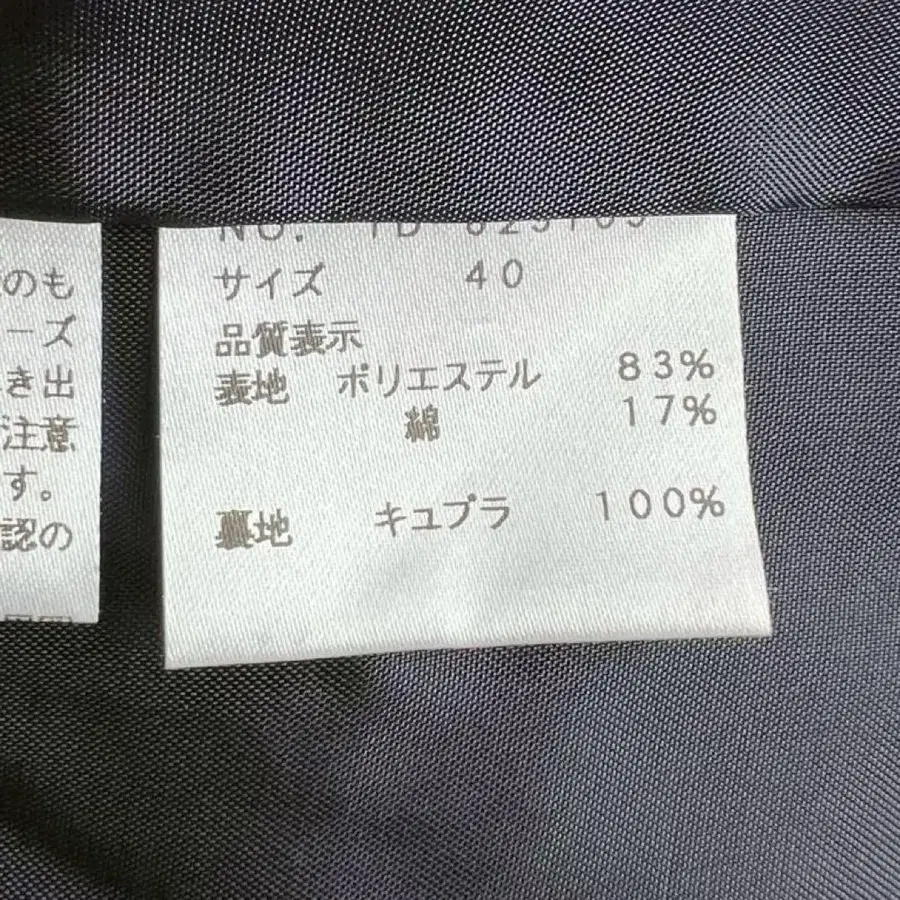 のも
ーズ
き出
注意
す。
認の
サイズ 40
品質表示
表地 ポリエステル 83%
綿 17%
裏地 キュプラ 100%